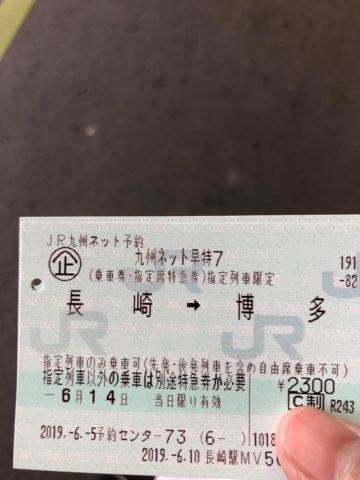 JR九州ネット予約
企 九州ネット早特7 191
(乗車券・指定席特急券)指定列車限定 -82
長崎 → 博多
指定列車のみ乗車可(先発・後発列車を含め自由席乗車不可)
指定列車以外の乗車は別途特急券が必要 ¥2300
-6月14日 当日限り有効 C制 R243
2019.-6.-5予約センター-73 (6-) 1018
2019.-6.10 長崎駅MV
JR
JR